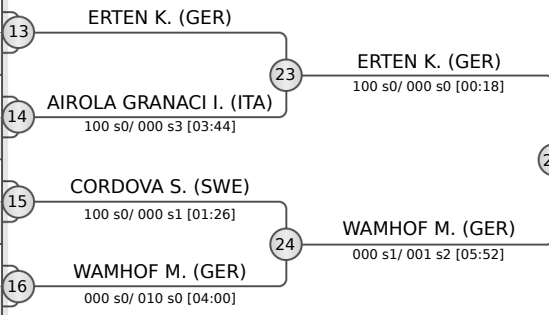 ERTEN K. (GER)
13
23
ERTEN K. (GER)
100 s0/ 000 s0 [00:18]
AIROLA GRANACI I. (ITA)
14
100 s0/ 000 s3 [03:44]
CORDOVA S. (SWE)
15
100 s0/ 000 s1 [01:26]
24
WAMHOF M. (GER)
000 s1/ 001 s2 [05:52]
WAMHOF M. (GER)
16
000 s0/ 010 s0 [04:00]